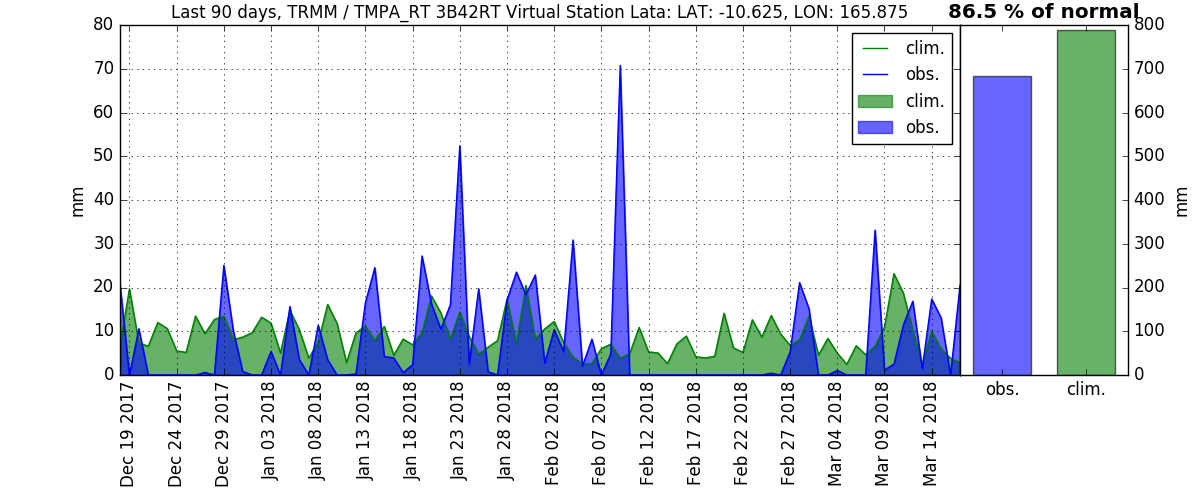 Last 90 days, TRMM / TMPA_RT 3B42RT Virtual Station Lata: LAT: -10.625, LON: 165.875
86.5 % of normal
80
70
60
50
40
30
20
10
0
mm
clim.
obs.
clim.
obs.
800
700
600
500
400
300
200
100
0
mm
Dec 19 2017
Dec 24 2017
Dec 29 2017
Jan 03 2018
Jan 08 2018
Jan 13 2018
Jan 18 2018
Jan 23 2018
Jan 28 2018
Feb 02 2018
Feb 07 2018
Feb 12 2018
Feb 17 2018
Feb 22 2018
Feb 27 2018
Mar 04 2018
Mar 09 2018
Mar 14 2018
obs.
clim.